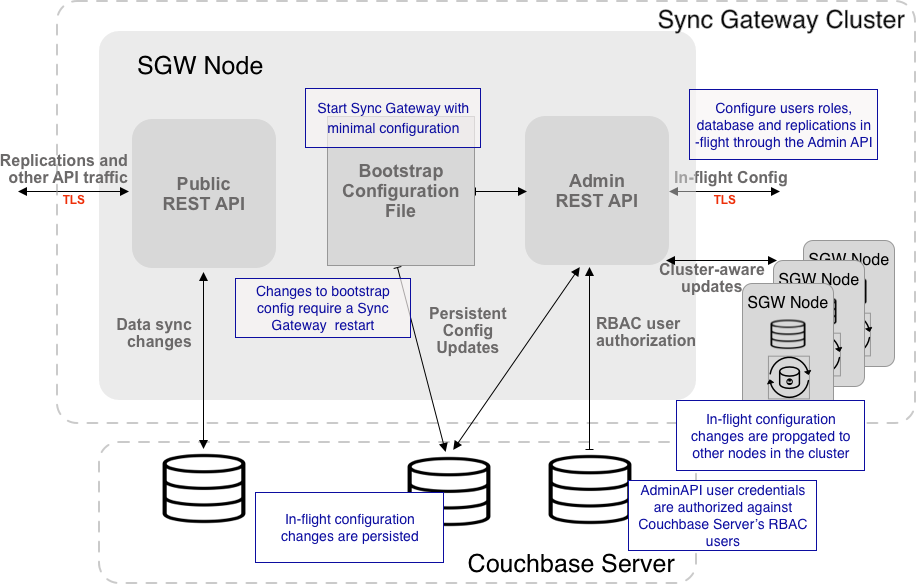 Sync Gateway Cluster
SGW Node
Start Sync Gateway with
minimal configuration
Configure users roles,
database and replications in
-flight through the Admin API
Replications and
other API traffic
TLS
Public
REST API
Bootstrap
Configuration
File
Admin
REST API
In-flight Config
TLS
Cluster-aware
updates
SGW Node
SGW Node
SGW Node
Changes to bootstrap
config require a Sync
Gateway restart
Data sync
changes
Persistent
Config
Updates
RBAC user
authorization
In-flight configuration
changes are propgated to
other nodes in the cluster
In-flight configuration
changes are persisted
AdminAPI user credentials
are authorized against
Couchbase Server's RBAC
users
Couchbase Server